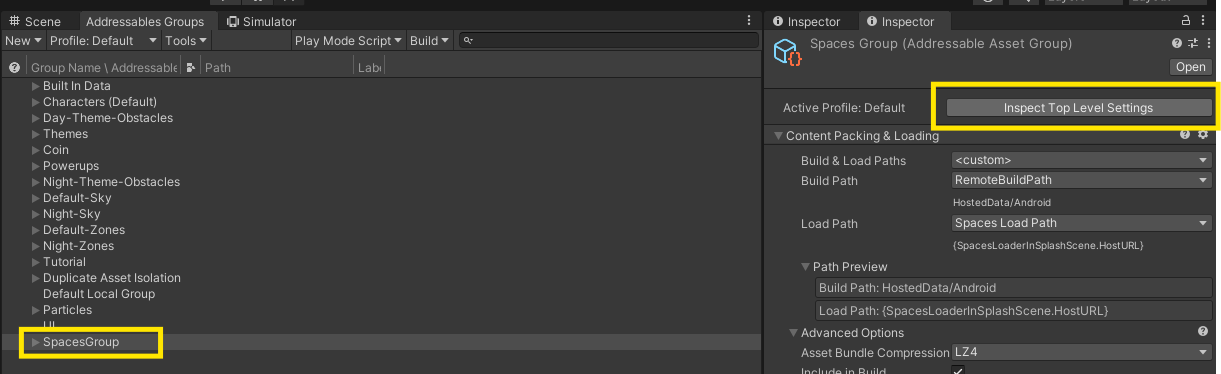 Scene Addressables Groups Simulator
New Profile: Default Tools Play Mode Script Build
Group Name \ Addressable Path Labe
Built In Data
Characters (Default)
Day-Theme-Obstacles
Themes
Coin
Powerups
Night-Theme-Obstacles
Default-Sky
Night-Sky
Default-Zones
Night-Zones
Tutorial
Duplicate Asset Isolation
Default Local Group
Particles
UI
SpacesGroup
Inspector Inspector
Spaces Group (Addressable Asset Group)
Open
Active Profile: Default Inspect Top Level Settings
Content Packing & Loading
Build & Load Paths <custom>
Build Path RemoteBuildPath
HostedData/Android
Load Path Spaces Load Path
{SpacesLoaderInSplashScene.HostURL}
Path Preview
Build Path: HostedData/Android
Load Path: {SpacesLoaderInSplashScene.HostURL}
Advanced Options
Asset Bundle Compression LZ4
Include in Build